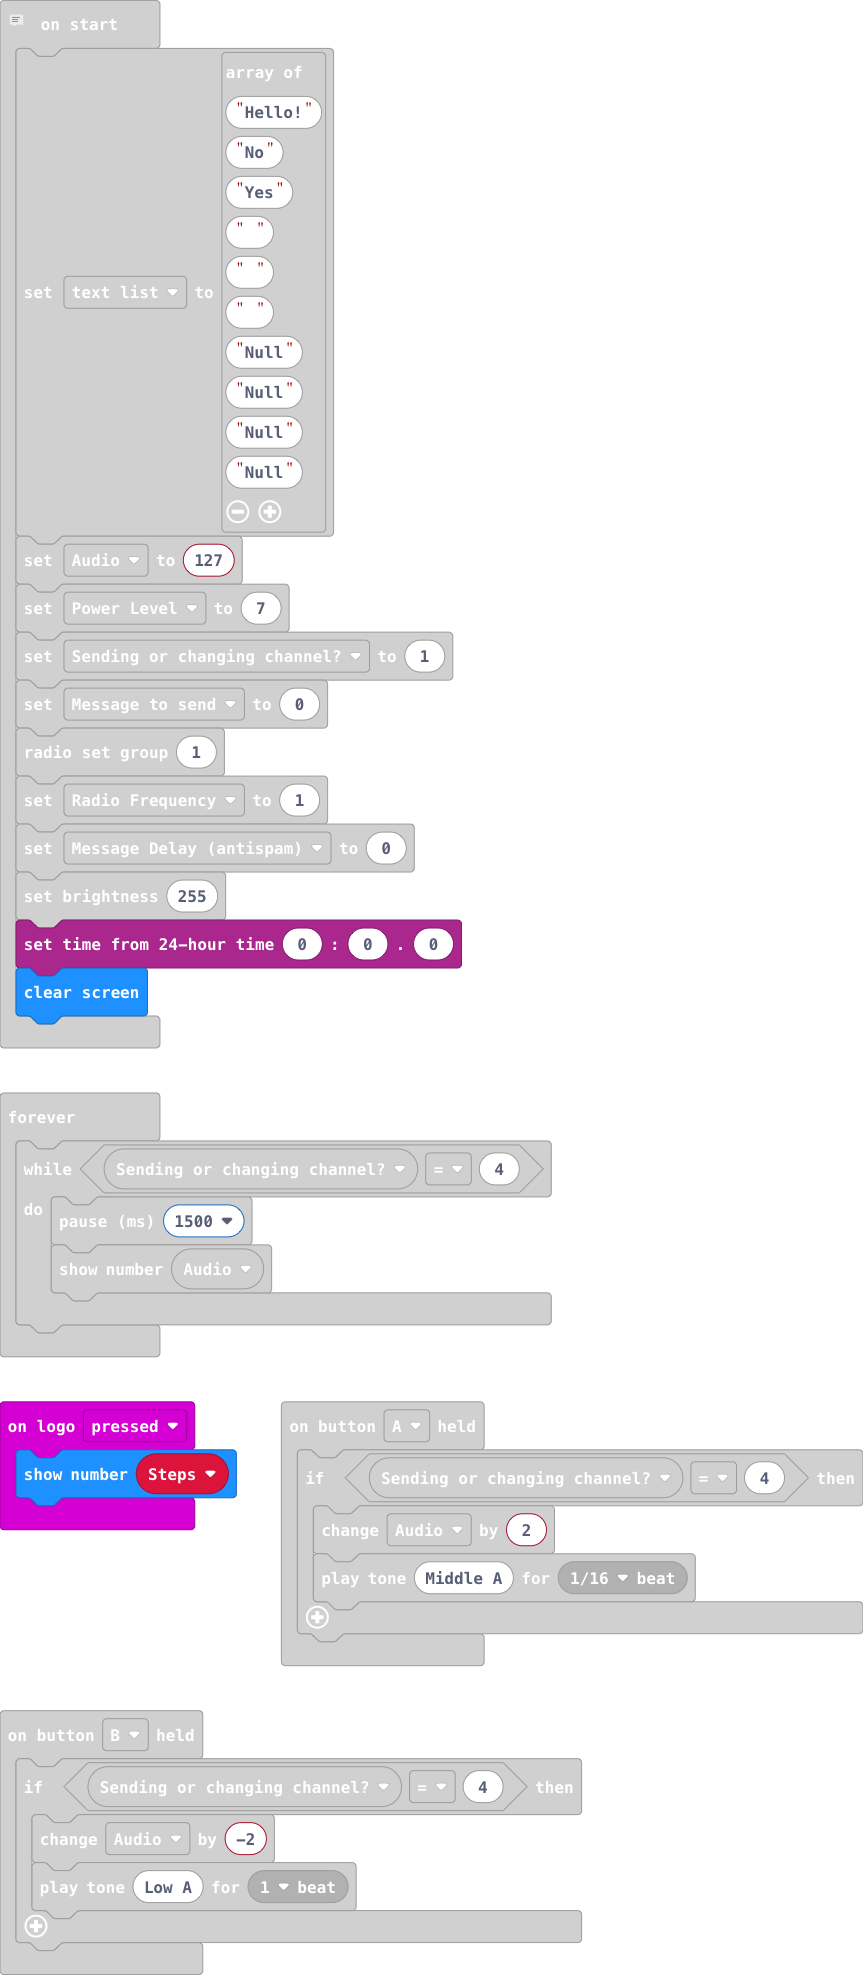 on start
array of
"Hello!"
"No"
"Yes"
" "
" "
" "
set text list to
"Null"
"Null"
"Null"
"Null"
set Audio to 127
set Power Level to 7
set Sending or changing channel? to 1
set Message to send to 0
radio set group 1
set Radio Frequency to 1
set Message Delay (antispam) to 0
set brightness 255
set time from 24-hour time 0 : 0 . 0
clear screen
forever
while Sending or changing channel? = 4
do
pause (ms) 1500
show number Audio
on logo pressed
show number Steps
on button A held
if Sending or changing channel? = 4 then
change Audio by 2
play tone Middle A for 1/16 beat
on button B held
if Sending or changing channel? = 4 then
change Audio by -2
play tone Low A for 1 beat